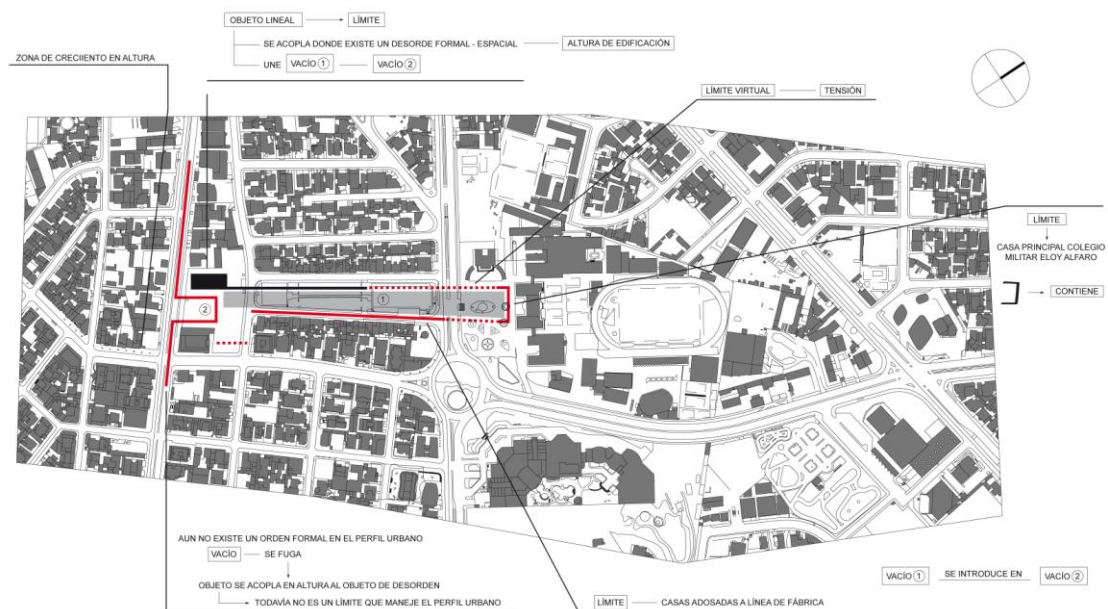 OBJETO LINEAL LÍMITE
SE ACOPLA DONDE EXISTE UN DESORDE FORMAL - ESPACIAL ALTURA DE EDIFICACIÓN
UNE VACÍO 1 VACÍO 2
ZONA DE CRECIIENTO EN ALTURA
LÍMITE VIRTUAL TENSIÓN
LÍMITE
CASA PRINCIPAL COLEGIO
MILITAR ELOY ALFARO
CONTIENE
1
2
AUN NO EXISTE UN ORDEN FORMAL EN EL PERFIL URBANO
VACÍO SE FUGA
OBJETO SE ACOPLA EN ALTURA AL OBJETO DE DESORDEN
TODAVÍA NO ES UN LÍMITE QUE MANEJE EL PERFIL URBANO
VACÍO 1 SE INTRODUCE EN VACÍO 2
LÍMITE CASAS ADOSADAS A LÍNEA DE FÁBRICA